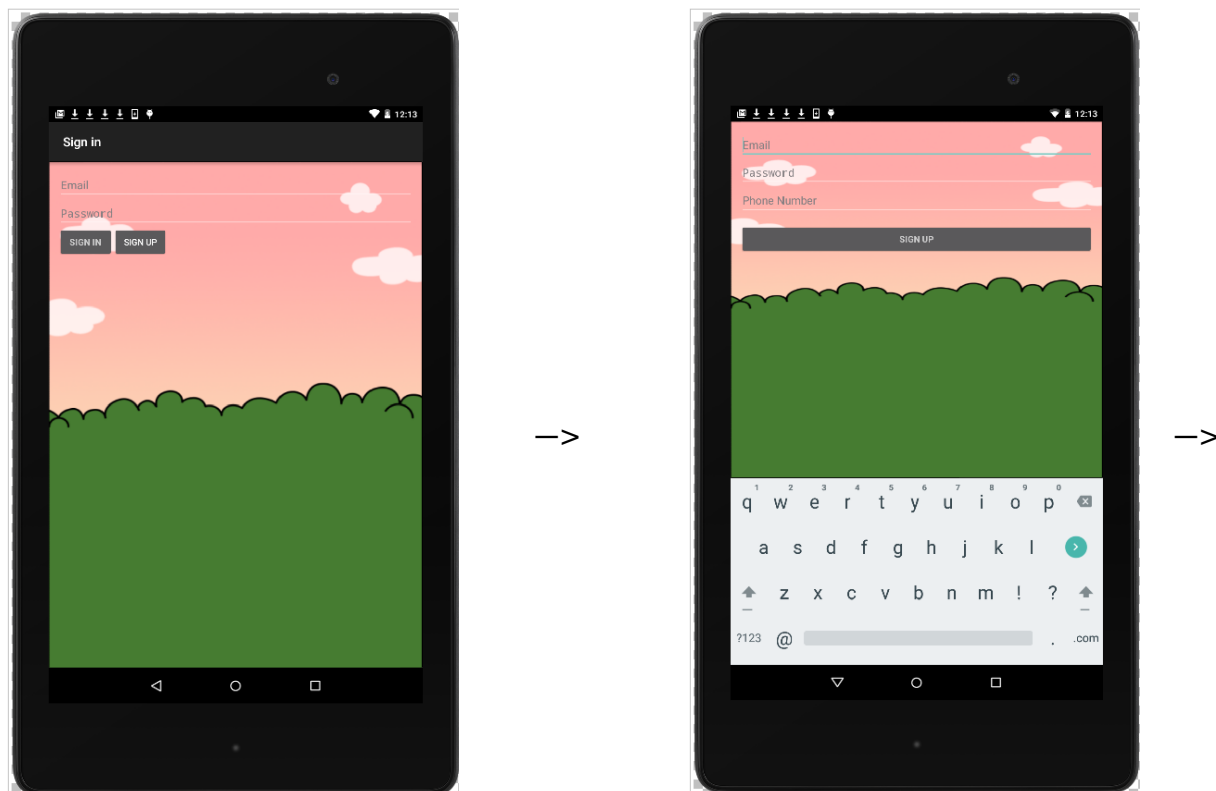 12:13
Sign in
Email
Password
SIGN IN SIGN UP
—>
12:13
Email
Password
Phone Number
SIGN UP
1 2 3 4 5 6 7 8 9 0
q w e r t y u i o p
a s d f g h j k l
z x c v b n m ! ?
?123 @ . .com
—>